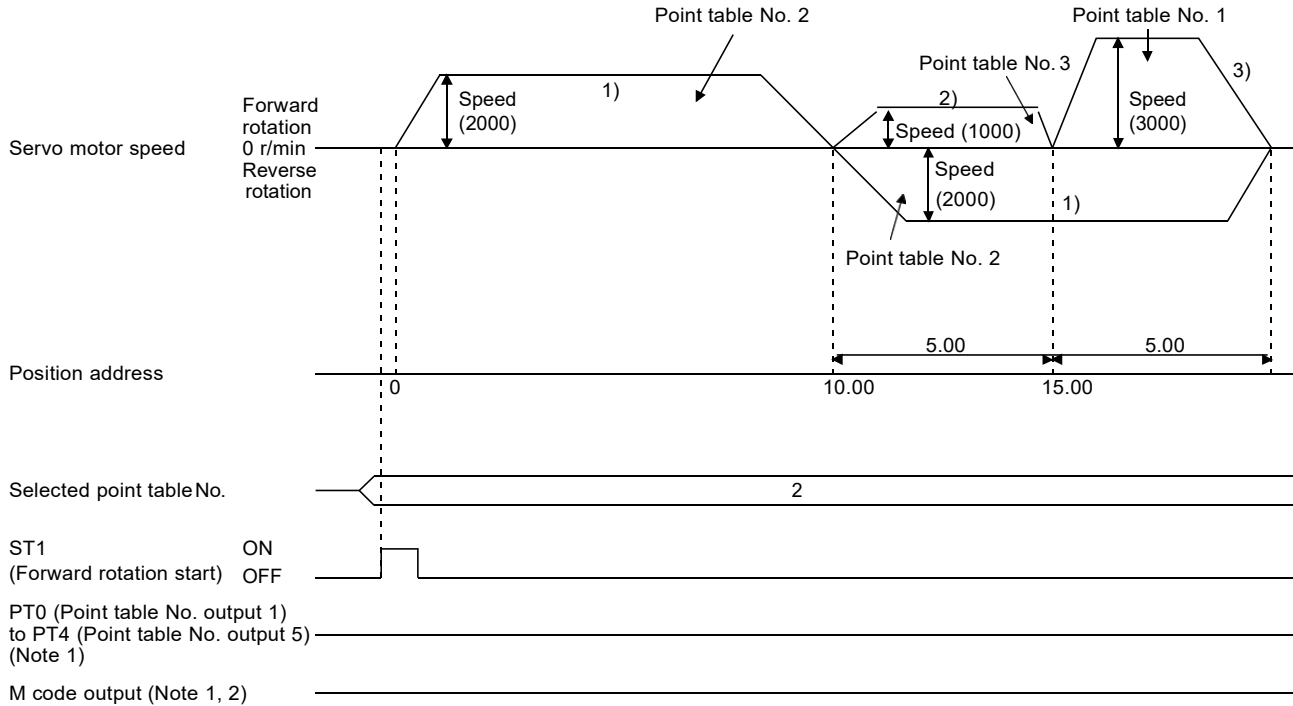 Point table No. 2
Point table No. 1
Point table No. 3
3)
1)
2)
Forward
rotation
0 r/min
Reverse
rotation
Servo motor speed
Speed
(2000)
Speed (1000)
Speed
(3000)
Speed
(2000)
1)
Point table No. 2
5.00
5.00
Position address
0
10.00
15.00
Selected point table No.
2
ST1
(Forward rotation start)
ON
OFF
PT0 (Point table No. output 1)
to PT4 (Point table No. output 5)
(Note 1)
M code output (Note 1, 2)